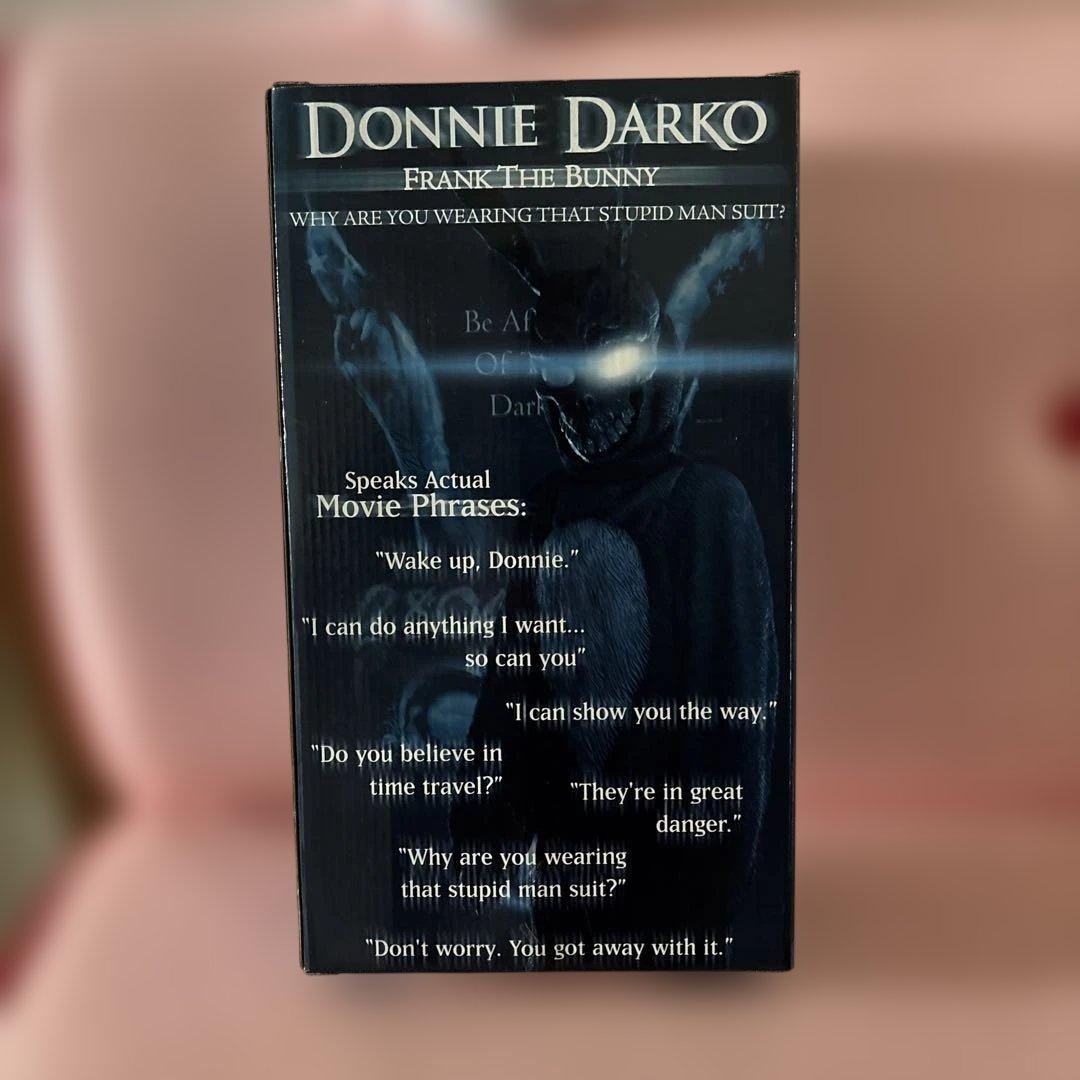 DONNIE DARKO
FRANK THE BUNNY
WHY ARE YOU WEARING THAT STUPID MAN SUIT?
Be Af
Of T
Dark
Speaks Actual
Movie Phrases:
"Wake up, Donnie."
"I can do anything I want...
so can you"
"I can show you the way."
"Do you believe in
time travel?"
"They're in great
danger."
"Why are you wearing
that stupid man suit?"
"Don't worry. You got away with it."